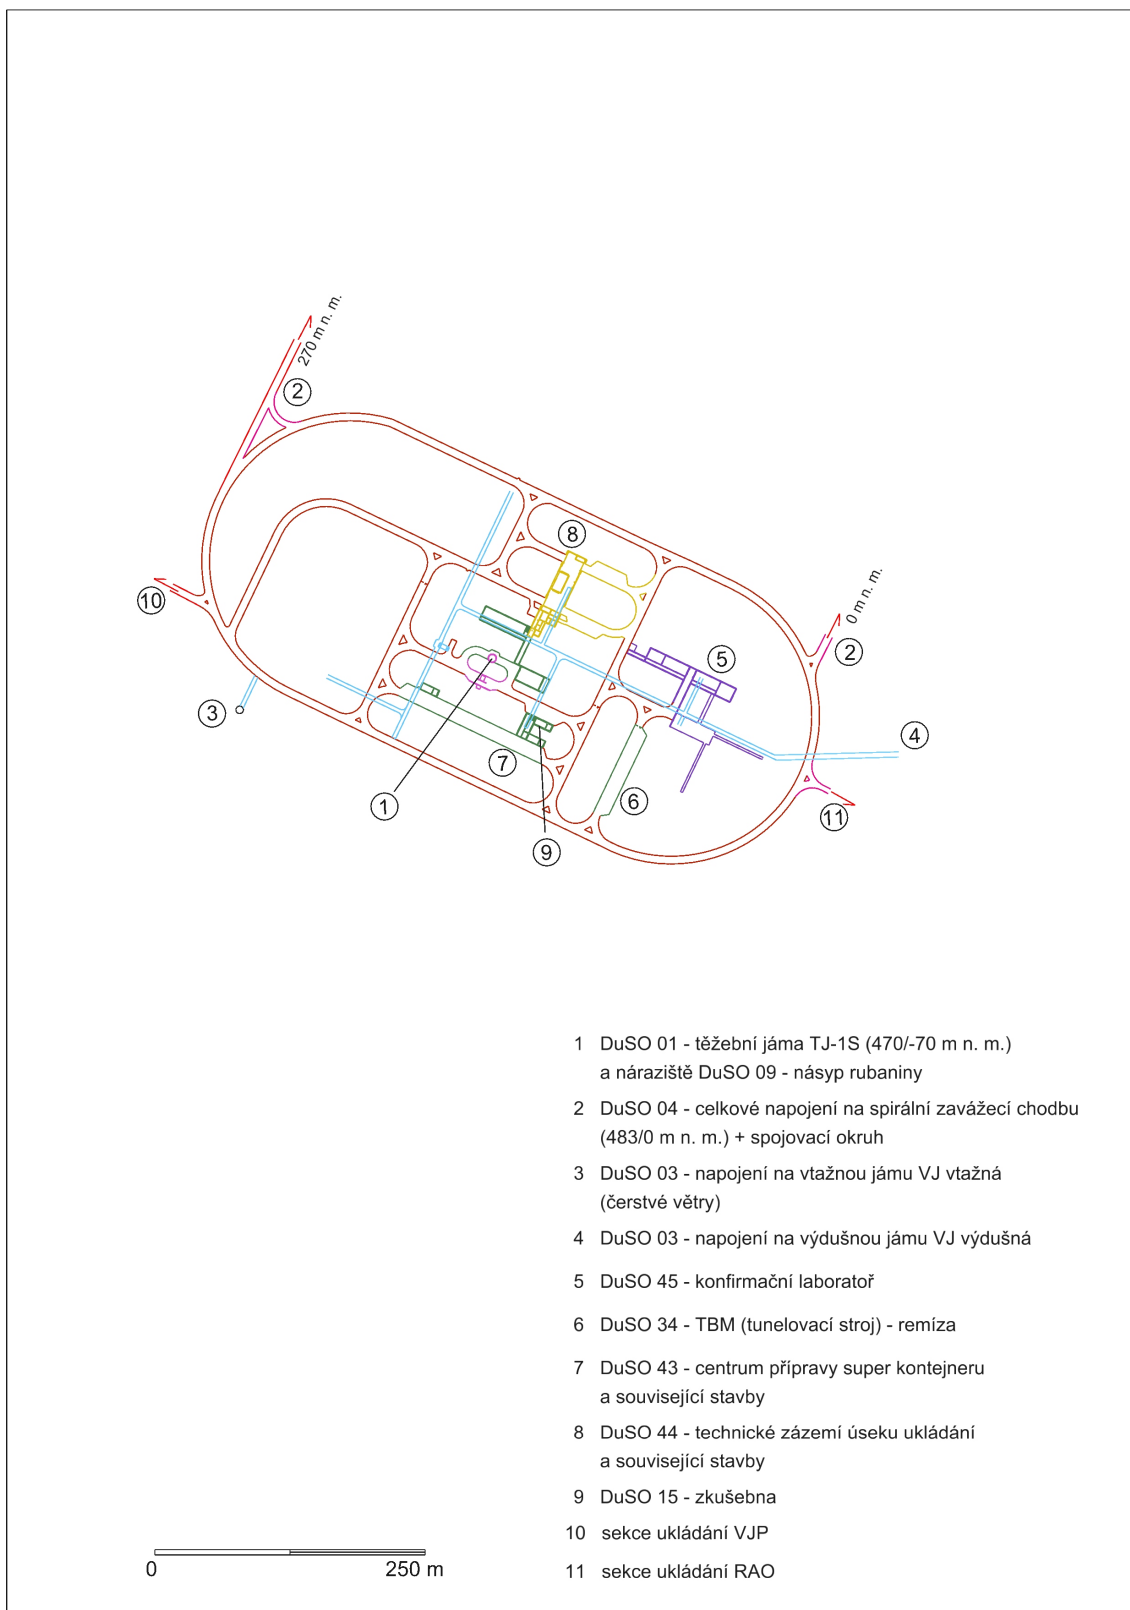 270 m n. m.
2
8
10
0 m n. m.
5
2
3
4
7
6
1
11
9
1 DuSO 01 - těžební jáma TJ-1S (470/-70 m n. m.)
a náraziště DuSO 09 - násyp rubaniny
2 DuSO 04 - celkové napojení na spirální zavážecí chodbu
(483/0 m n. m.) + spojovací okruh
3 DuSO 03 - napojení na vtažnou jámu VJ vtažná
(čerstvé větry)
4 DuSO 03 - napojení na výdušnou jámu VJ výdušná
5 DuSO 45 - konfirmační laboratoř
6 DuSO 34 - TBM (tunelovací stroj) - remíza
7 DuSO 43 - centrum přípravy super kontejneru
a související stavby
8 DuSO 44 - technické zázemí úseku ukládání
a související stavby
9 DuSO 15 - zkušebna
10 sekce ukládání VJP
11 sekce ukládání RAO
0 250 m